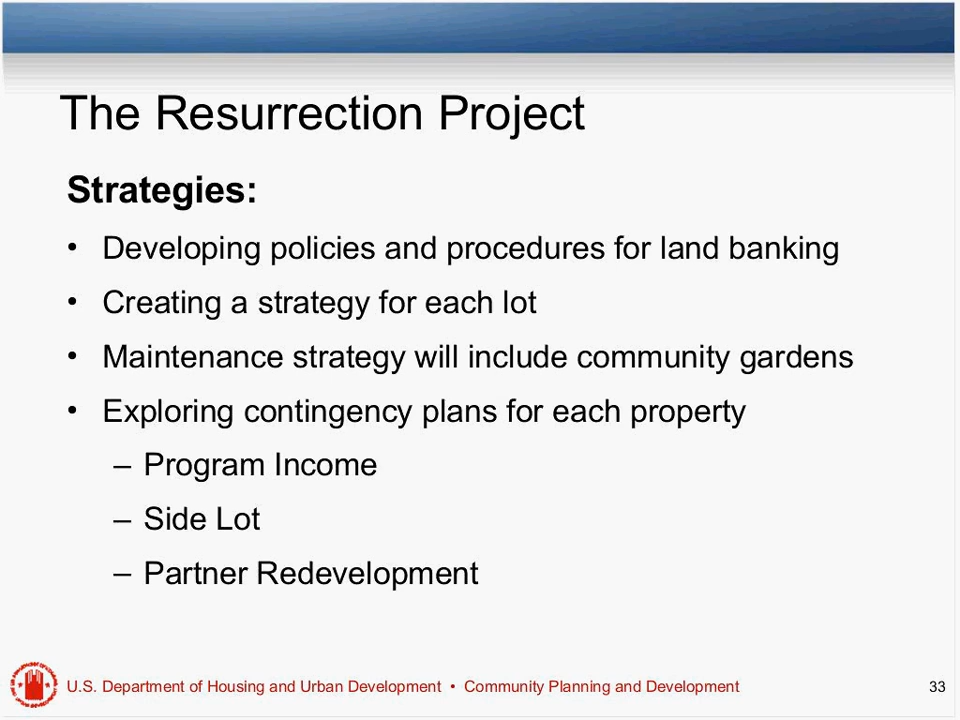 The Resurrection Project
Strategies:
• Developing policies and procedures for land banking
• Creating a strategy for each lot
• Maintenance strategy will include community gardens
• Exploring contingency plans for each property
– Program Income
– Side Lot
– Partner Redevelopment
U.S. Department of Housing and Urban Development • Community Planning and Development 33